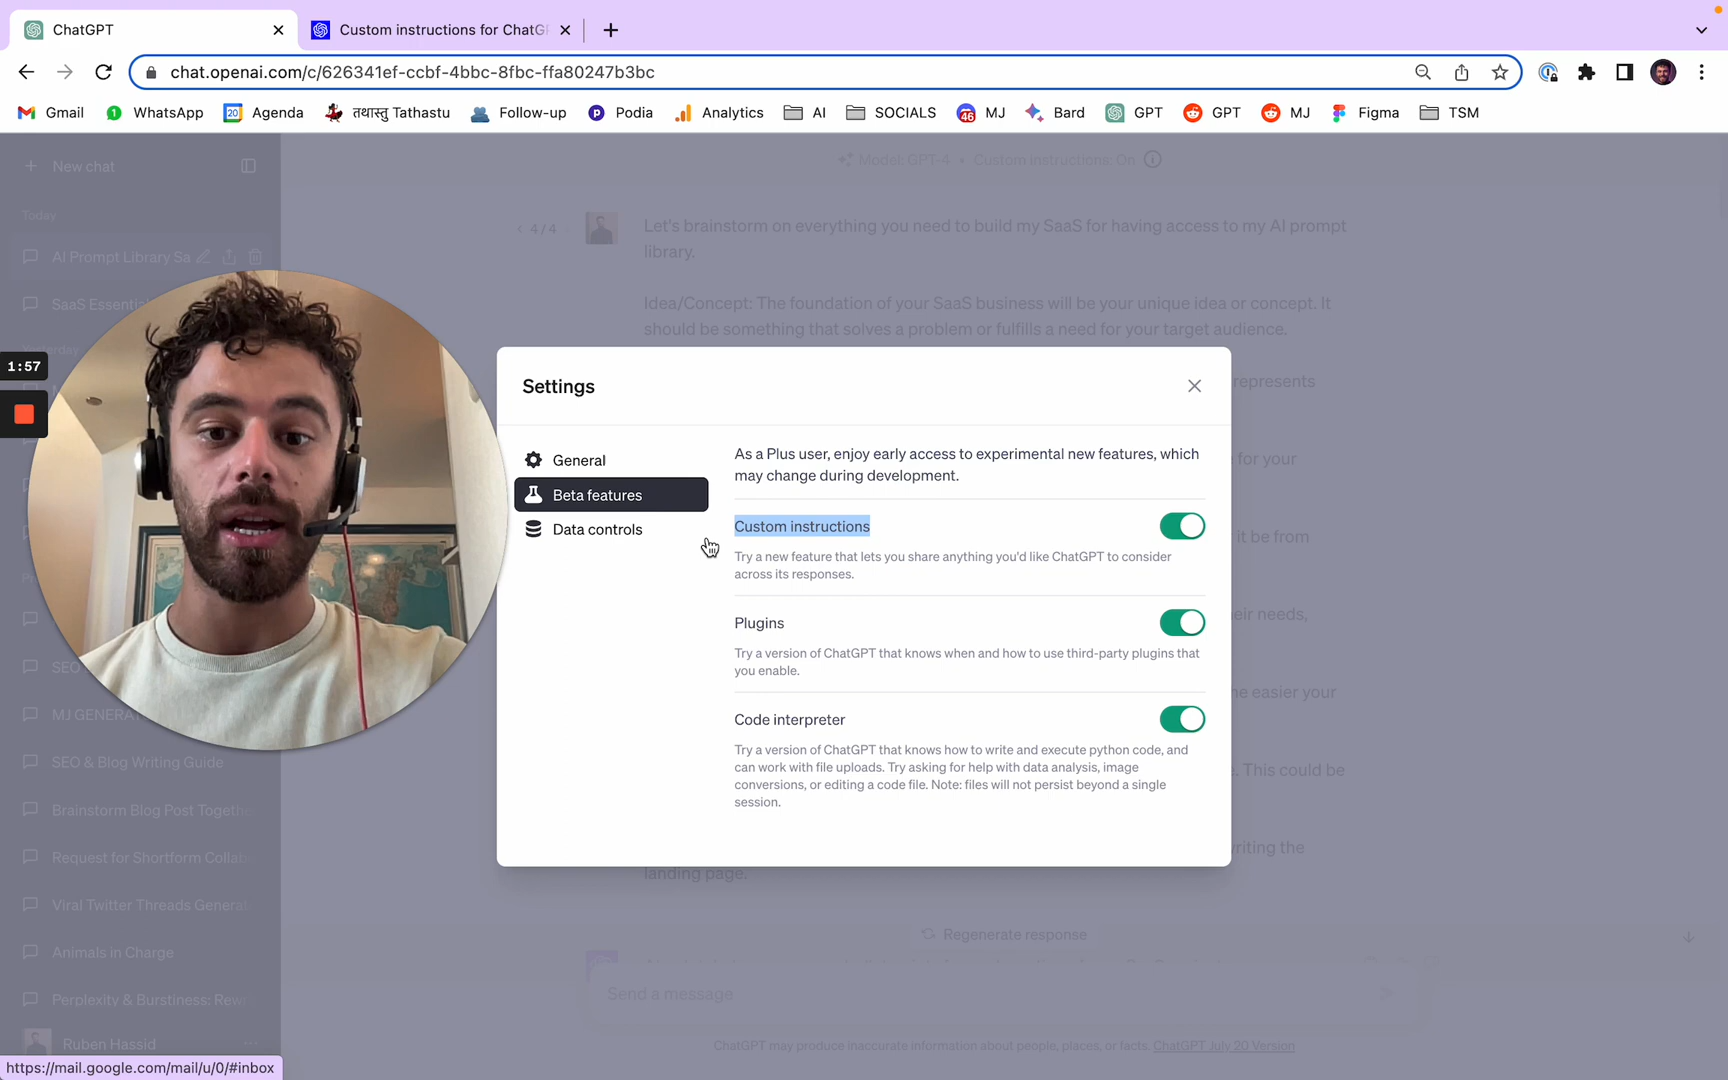 ChatGPT
Custom instructions for ChatG
chat.openai.com/c/626341ef-ccbf-4bbc-8fbc-ffa80247b3bc
Gmail
1
WhatsApp
20
Agenda
तथास्तु Tathastu
Follow-up
Podia
Analytics
AI
SOCIALS
46
MJ
Bard
GPT
GPT
MJ
Figma
TSM
New chat
Model: GPT-4 • Custom instructions: On
Today
4 / 4
Let's brainstorm on everything you need to build my SaaS for having access to my AI prompt
library.
AI Prompt Library Sa
SaaS Essential
Idea/Concept: The foundation of your SaaS business will be your unique idea or concept. It
should be something that solves a problem or fulfills a need for your target audience.
Yesterday
1:57
Settings
represents
General
Beta features
Data controls
As a Plus user, enjoy early access to experimental new features, which
may change during development.
for your
Custom instructions
Try a new feature that lets you share anything you'd like ChatGPT to consider
across its responses.
it be from
Plugins
Try a version of ChatGPT that knows when and how to use third-party plugins that
you enable.
heir needs,
SEO
easier your
MJ GENERA
Code interpreter
Try a version of ChatGPT that knows how to write and execute python code, and
can work with file uploads. Try asking for help with data analysis, image
conversions, or editing a code file. Note: files will not persist beyond a single
session.
. This could be
SEO & Blog Writing Guide
Brainstorm Blog Post Togethe
writing the
landing page.
Request for Shortform Collab
Viral Twitter Threads Generat
Regenerate response
Animals in Charge
Perplexity & Burstiness: Rewr
Send a message
Ruben Hassid
ChatGPT may produce inaccurate information about people, places, or facts. ChatGPT July 20 Version
https://mail.google.com/mail/u/0/#inbox